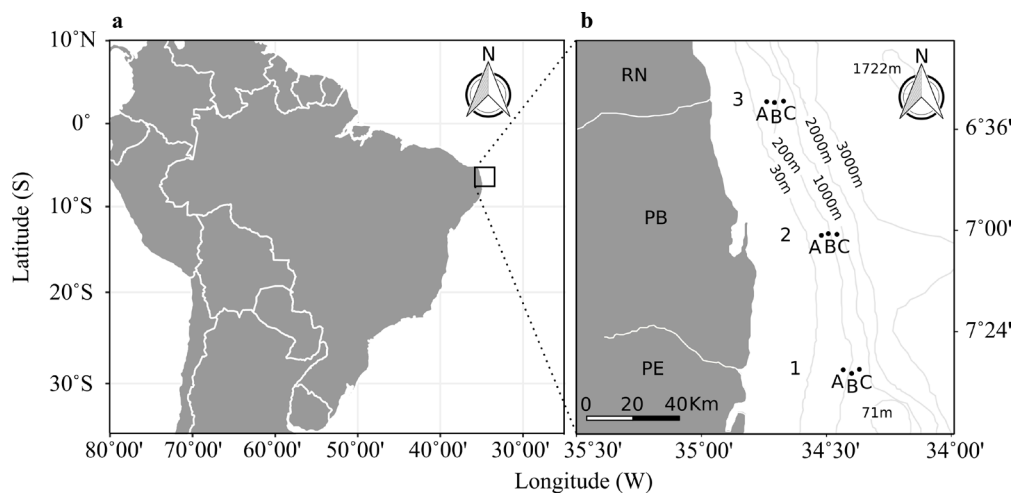 a
10˚N
0˚
10˚S
20˚S
30˚S
Latitude (S)
80°00' 70°00' 60°00' 50°00' 40°00' 30°00'
N
b
RN
PB
PE
N
1722m
3
A B C
200m
30m
2000m
3000m
1000m
2
A B C
1
A B C
71m
0 20 40Km
6°36'
7°00'
7°24'
35°30' 35°00' 34°30' 34°00'
Longitude (W)